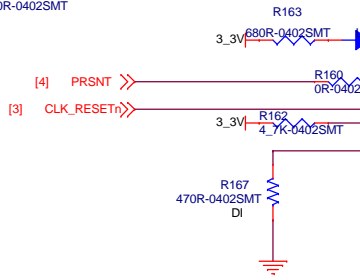 0R-0402SMT
R163
3_3V
680R-0402SMT
[4] PRSNT
R160
0R-0402
[3] CLK_RESETn
R162
3_3V
4_7K-0402SMT
R167
470R-0402SMT
DI